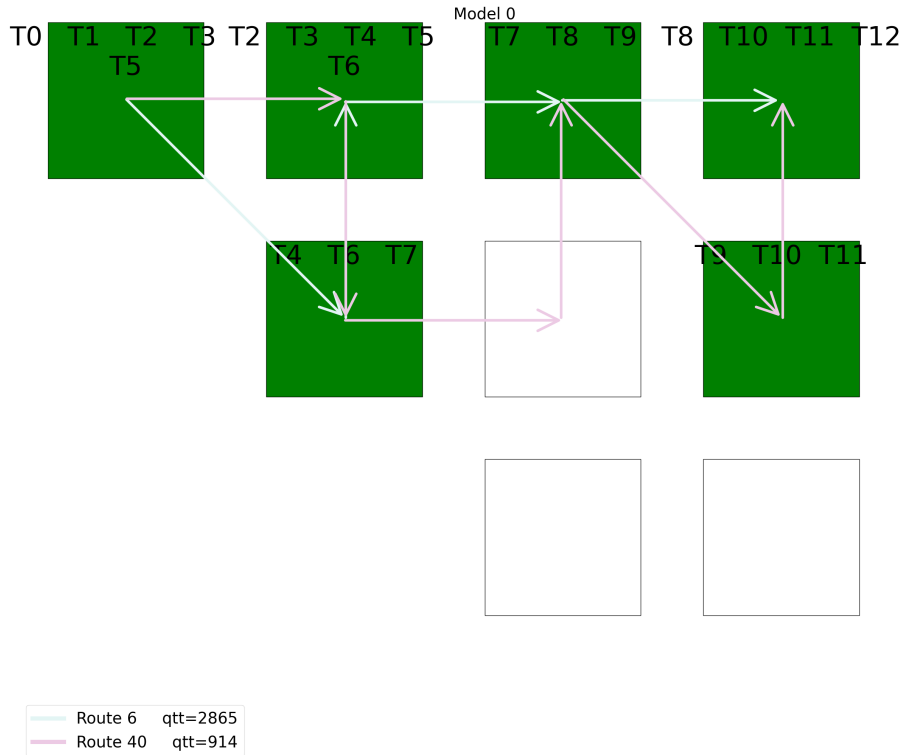 Model 0
T0 T1 T2 T3 T2 T3 T4 T5 T7 T8 T9 T8 T10 T11 T12
T5 T6
T4 T6 T7 T9 T10 T11
Route 6 qtt=2865
Route 40 qtt=914